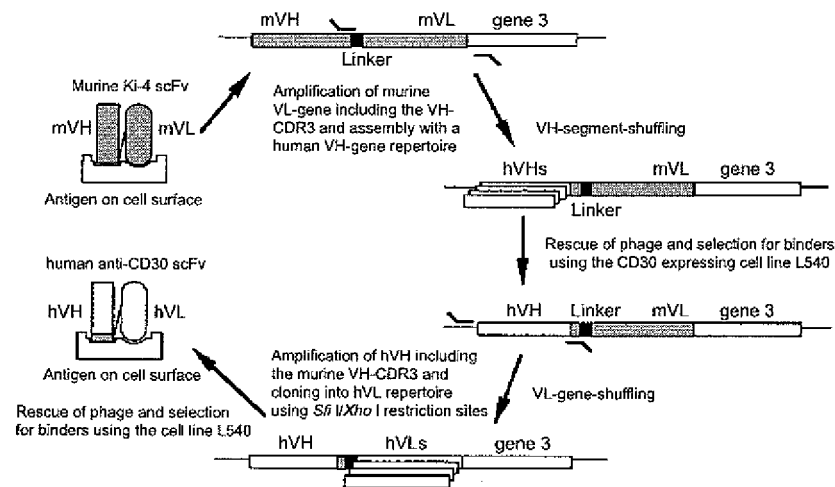 mVH mVL gene 3
Linker
Murine Ki-4 scFv
mVH mVL
Antigen on cell surface
Amplification of murine
VL-gene including the VH-
CDR3 and assembly with a
human VH-gene repertoire
VH-segment-shuffling
hVHs mVL gene 3
Linker
Rescue of phage and selection for binders
using the CD30 expressing cell line L540
hVH Linker mVL gene 3
VL-gene-shuffling
Amplification of hVH including
the murine VH-CDR3 and
cloning into hVL repertoire
using Sfi I/Xho I restriction sites
hVH hVLs gene 3
Rescue of phage and selection
for binders using the cell line L540
human anti-CD30 scFv
hVH hVL
Antigen on cell surface